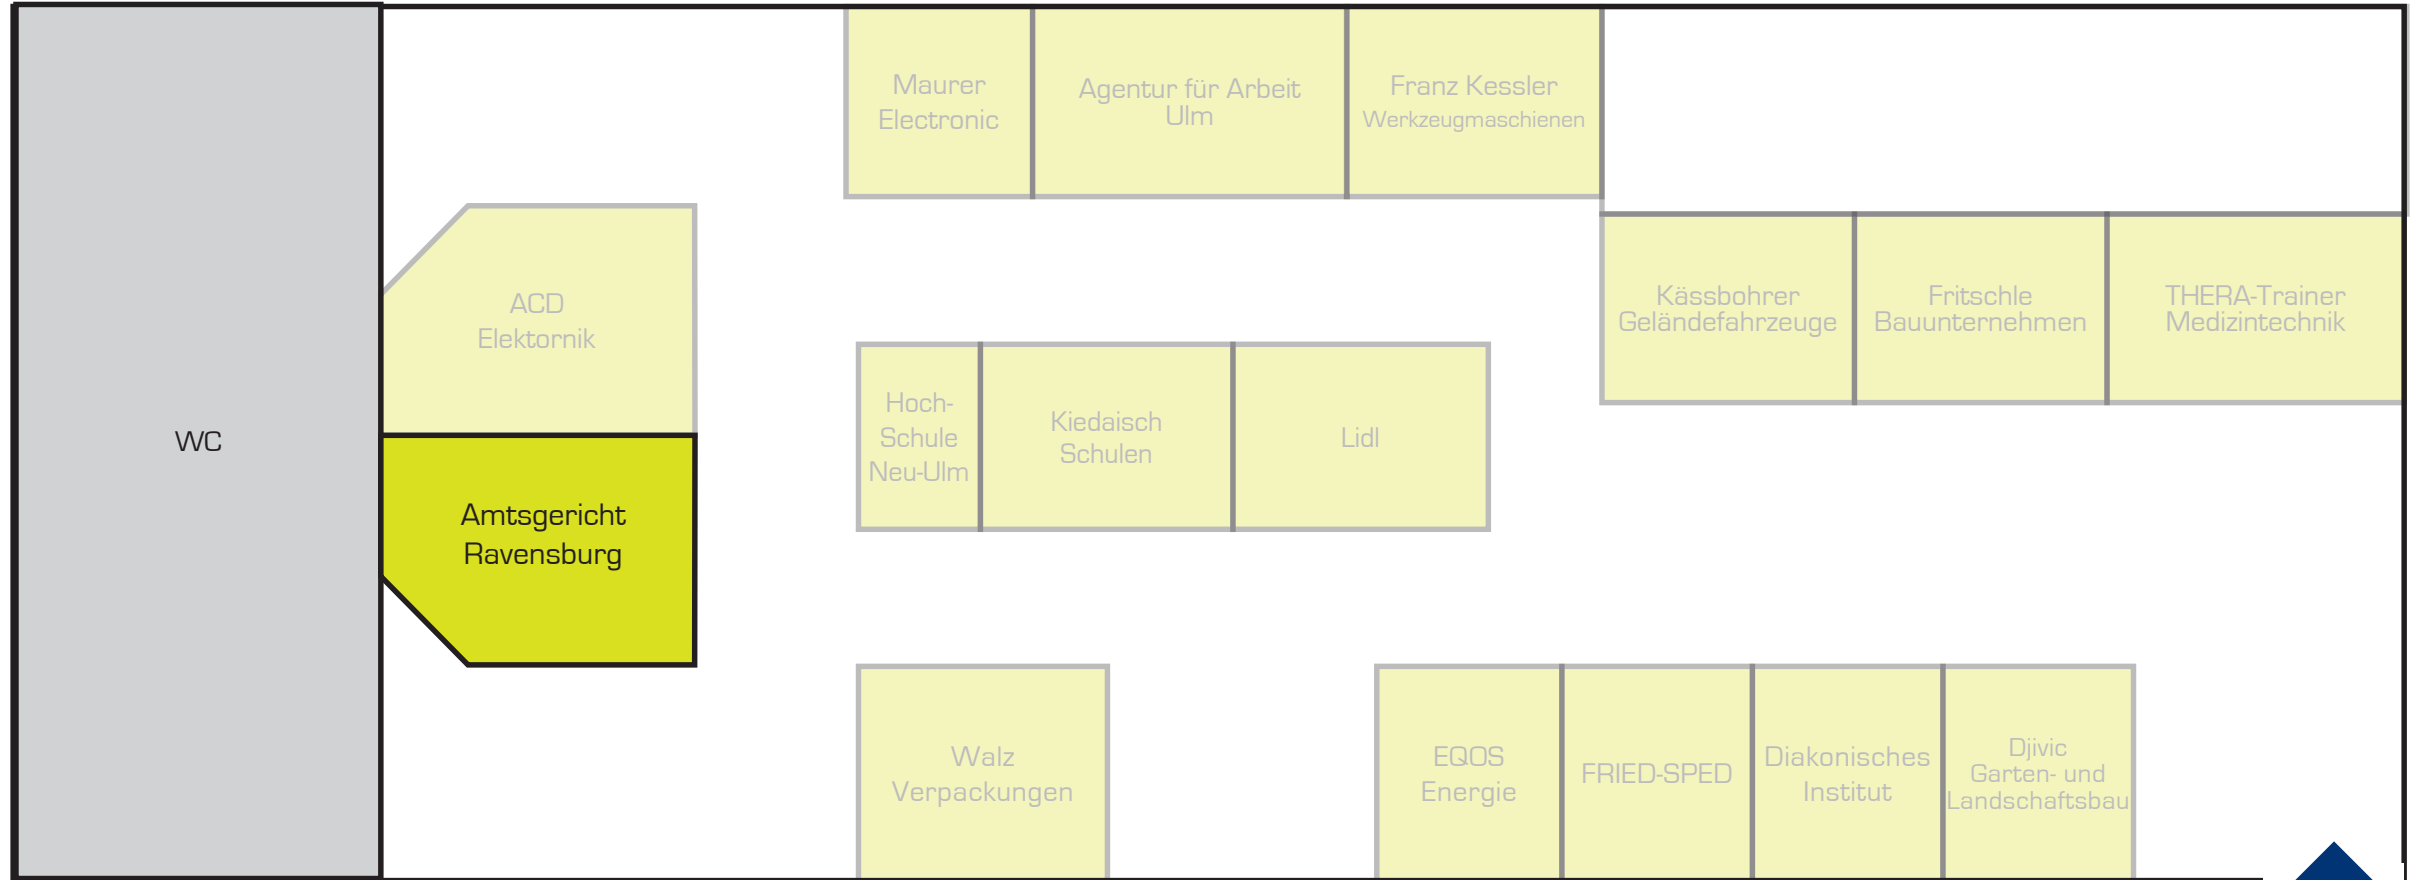 Maurer
Electronic
Agentur für Arbeit
Ulm
Franz Kessler
Werkzeugmaschienen
ACD
Elektornik
Kässbohrer
Geländefahrzeuge
Fritschle
Bauunternehmen
THERA-Trainer
Medizintechnik
WC
Hoch-
Schule
Neu-Ulm
Kiedaisch
Schulen
Lidl
Amtsgericht
Ravensburg
Walz
Verpackungen
EQOS
Energie
FRIED-SPED
Diakonisches
Institut
Djivic
Garten- und
Landschaftsbau